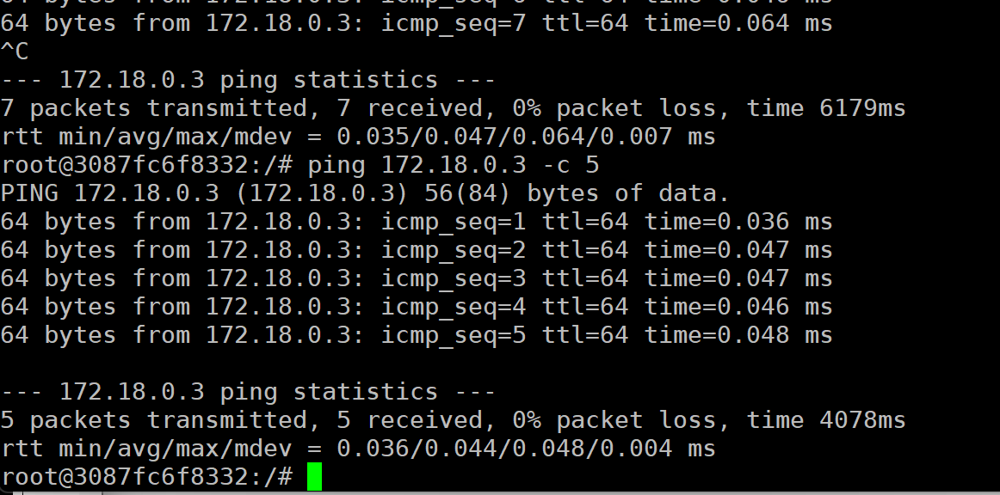 64 bytes from 172.18.0.3: icmp_seq=7 ttl=64 time=0.064 ms
^C
--- 172.18.0.3 ping statistics ---
7 packets transmitted, 7 received, 0% packet loss, time 6179ms
rtt min/avg/max/mdev = 0.035/0.047/0.064/0.007 ms
root@3087fc6f8332:/# ping 172.18.0.3 -c 5
PING 172.18.0.3 (172.18.0.3) 56(84) bytes of data.
64 bytes from 172.18.0.3: icmp_seq=1 ttl=64 time=0.036 ms
64 bytes from 172.18.0.3: icmp_seq=2 ttl=64 time=0.047 ms
64 bytes from 172.18.0.3: icmp_seq=3 ttl=64 time=0.047 ms
64 bytes from 172.18.0.3: icmp_seq=4 ttl=64 time=0.046 ms
64 bytes from 172.18.0.3: icmp_seq=5 ttl=64 time=0.048 ms
--- 172.18.0.3 ping statistics ---
5 packets transmitted, 5 received, 0% packet loss, time 4078ms
rtt min/avg/max/mdev = 0.036/0.044/0.048/0.004 ms
root@3087fc6f8332:/#